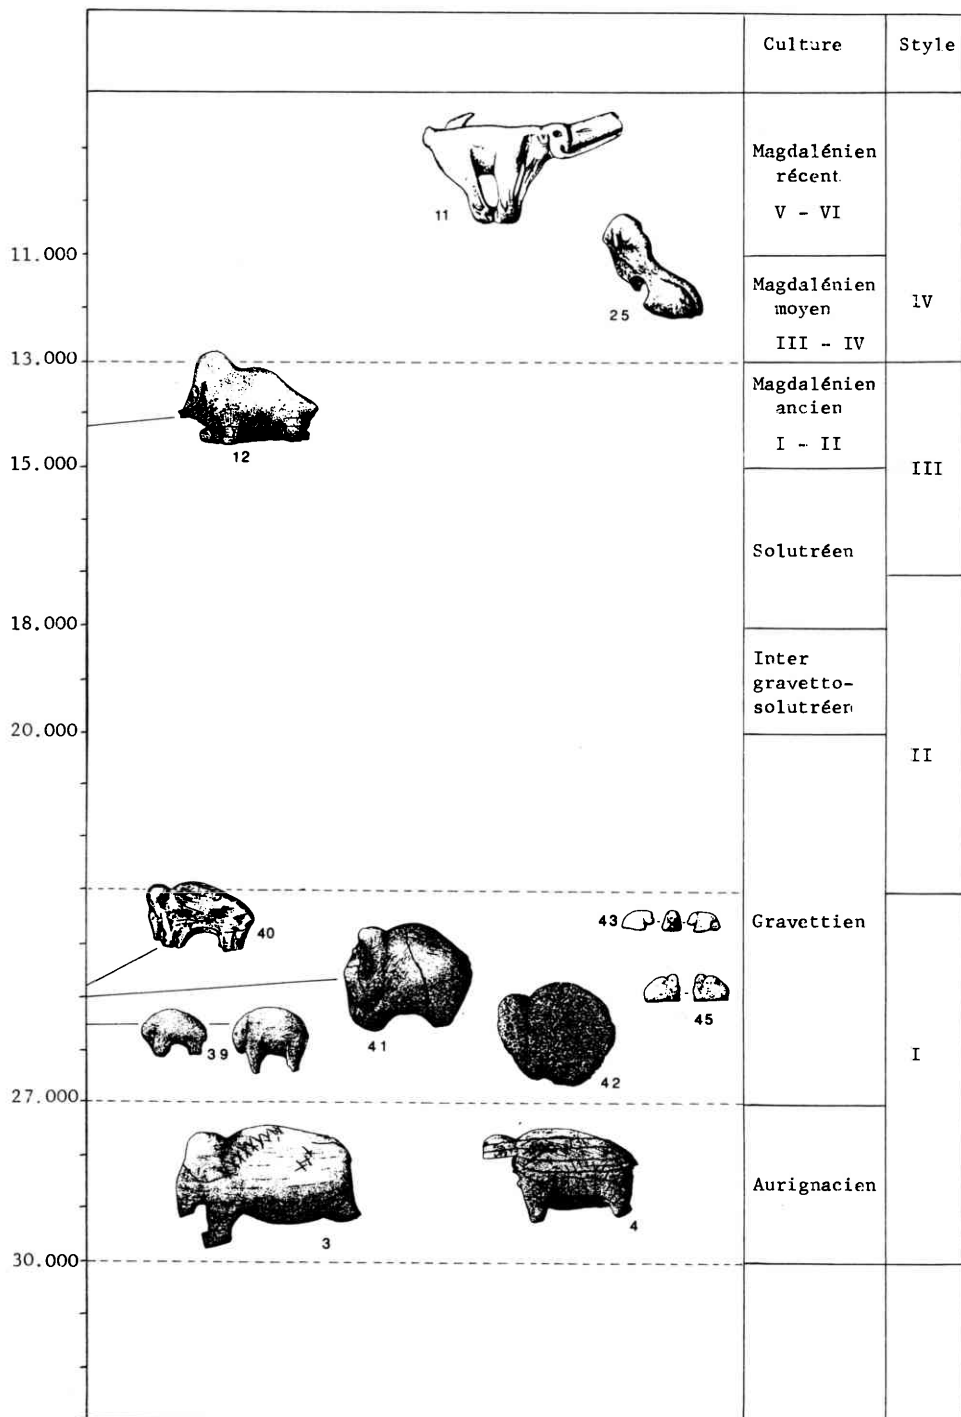 Culture
Style
Magdalénien
récent
V - VI
11
11.000
25
Magdalénien
moyen
III - IV
IV
13.000
12
Magdalénien
ancien
I - II
15.000
III
Solutréen
18.000
Inter
gravetto-
solutréen
20.000
II
40
43
Gravettien
41
45
39
42
I
27.000
3
4
Aurignacien
30.000